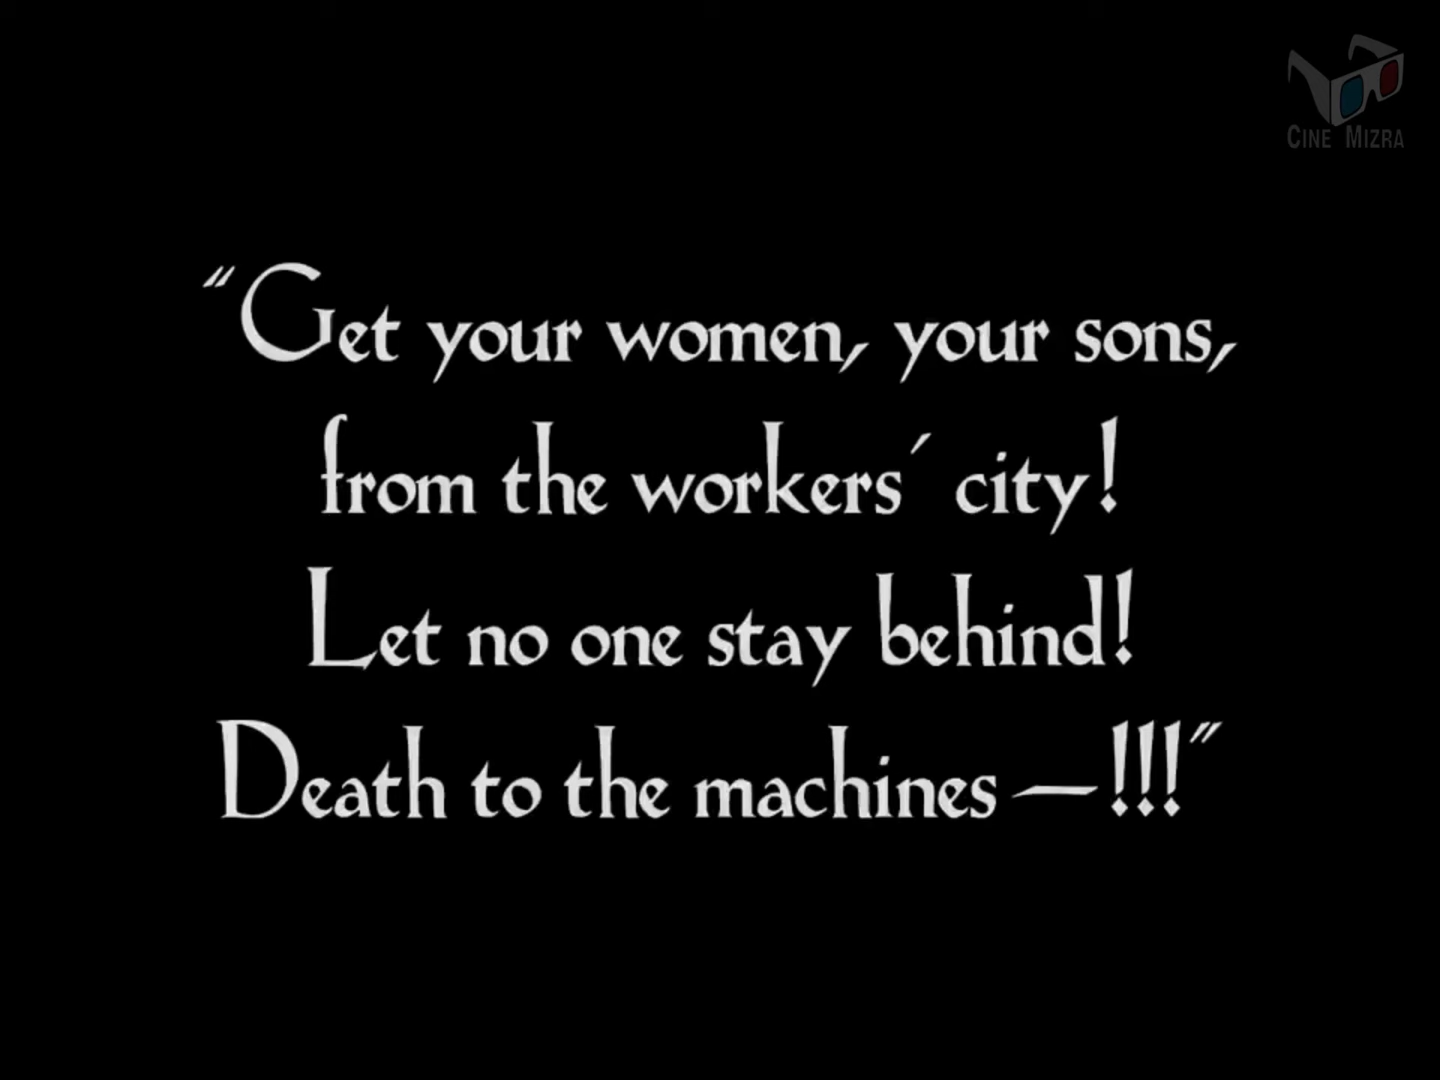 CINE MIZRA
“Get your women, your sons,
from the workers´ city!
Let no one stay behind!
Death to the machines—!!!”